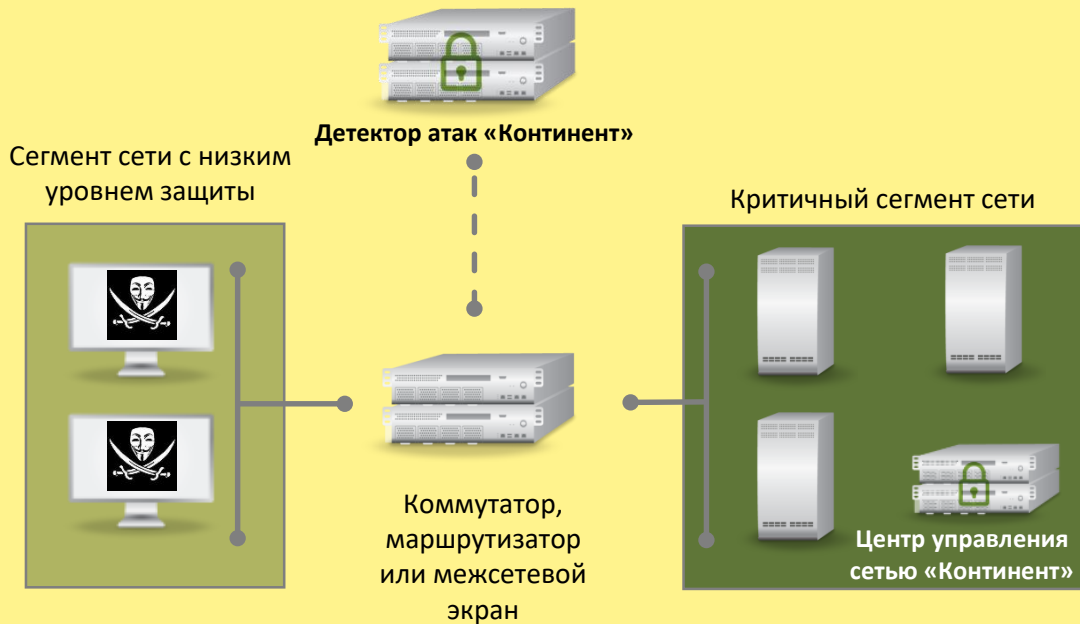 Детектор атак «Континент»
Сегмент сети с низким
уровнем защиты
Критичный сегмент сети
Коммутатор,
маршрутизатор
или межсетевой
экран
Центр управления
сетью «Континент»